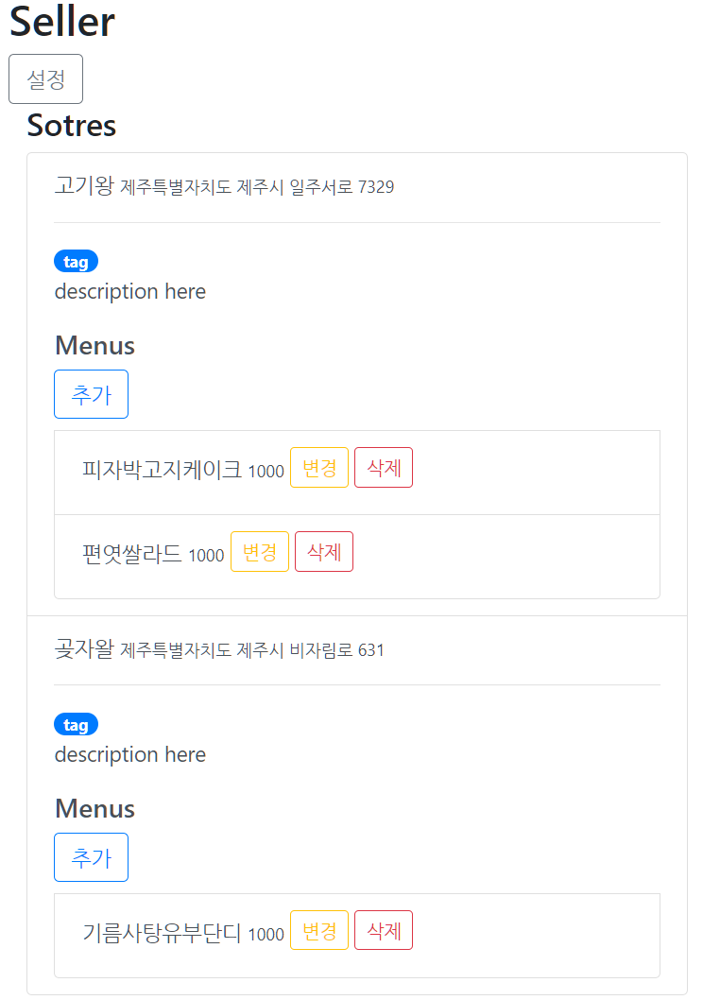 Seller
설정
Sotres
고기왕 제주특별자치도 제주시 일주서로 7329
tag
description here
Menus
추가
피자박고지케이크 1000 변경 삭제
편엿쌀라드 1000 변경 삭제
곶자왈 제주특별자치도 제주시 비자림로 631
tag
description here
Menus
추가
기름사탕유부단디 1000 변경 삭제